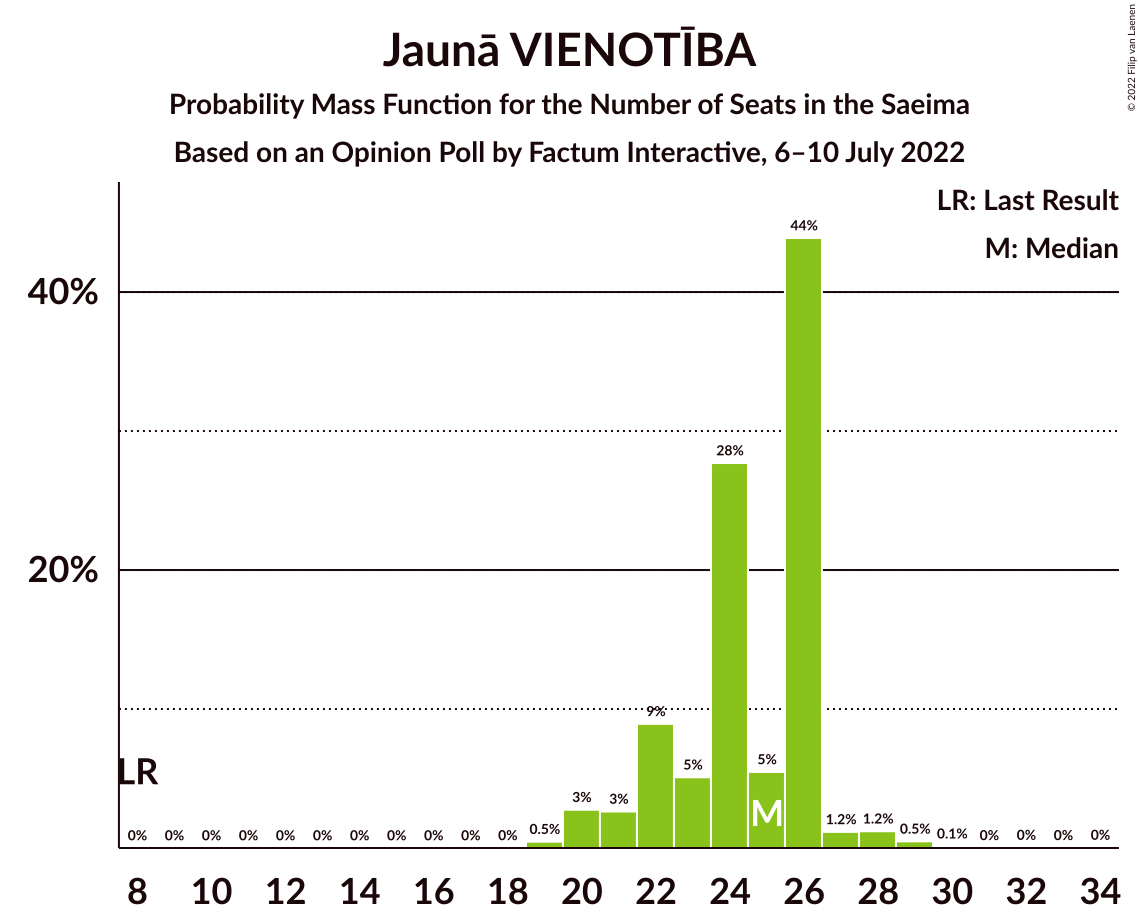 Jaunā VIENOTĪBA
Probability Mass Function for the Number of Seats in the Saeima
Based on an Opinion Poll by Factum Interactive, 6–10 July 2022
© 2022 Filip van Laenen
LR: Last Result
M: Median
40%
20%
LR
M
0% 0% 0% 0% 0% 0% 0% 0% 0% 0% 0% 0.5% 3% 3% 9% 5% 28% 5% 44% 1.2% 1.2% 0.5% 0.1% 0% 0% 0% 0%
8 10 12 14 16 18 20 22 24 26 28 30 32 34